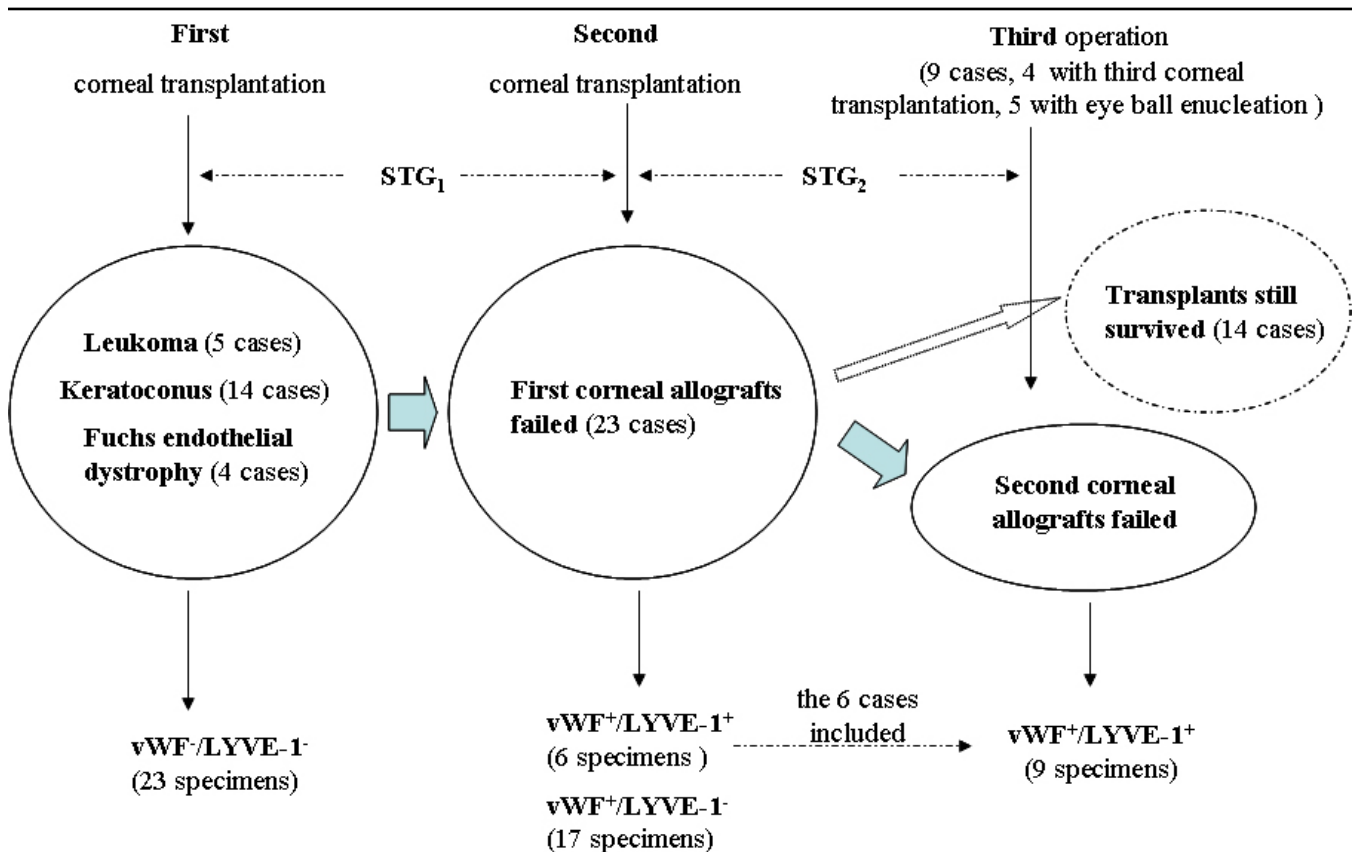 First
corneal transplantation
Second
corneal transplantation
Third operation
(9 cases, 4 with third corneal
transplantation, 5 with eye ball enucleation )
STG₁
STG₂
Leukoma (5 cases)
Keratoconus (14 cases)
Fuchs endothelial
dystrophy (4 cases)
First corneal allografts
failed (23 cases)
Transplants still
survived (14 cases)
Second corneal
allografts failed
vWF⁻/LYVE-1⁻
(23 specimens)
vWF⁺/LYVE-1⁺
(6 specimens )
vWF⁺/LYVE-1⁻
(17 specimens)
the 6 cases
included
vWF⁺/LYVE-1⁺
(9 specimens)